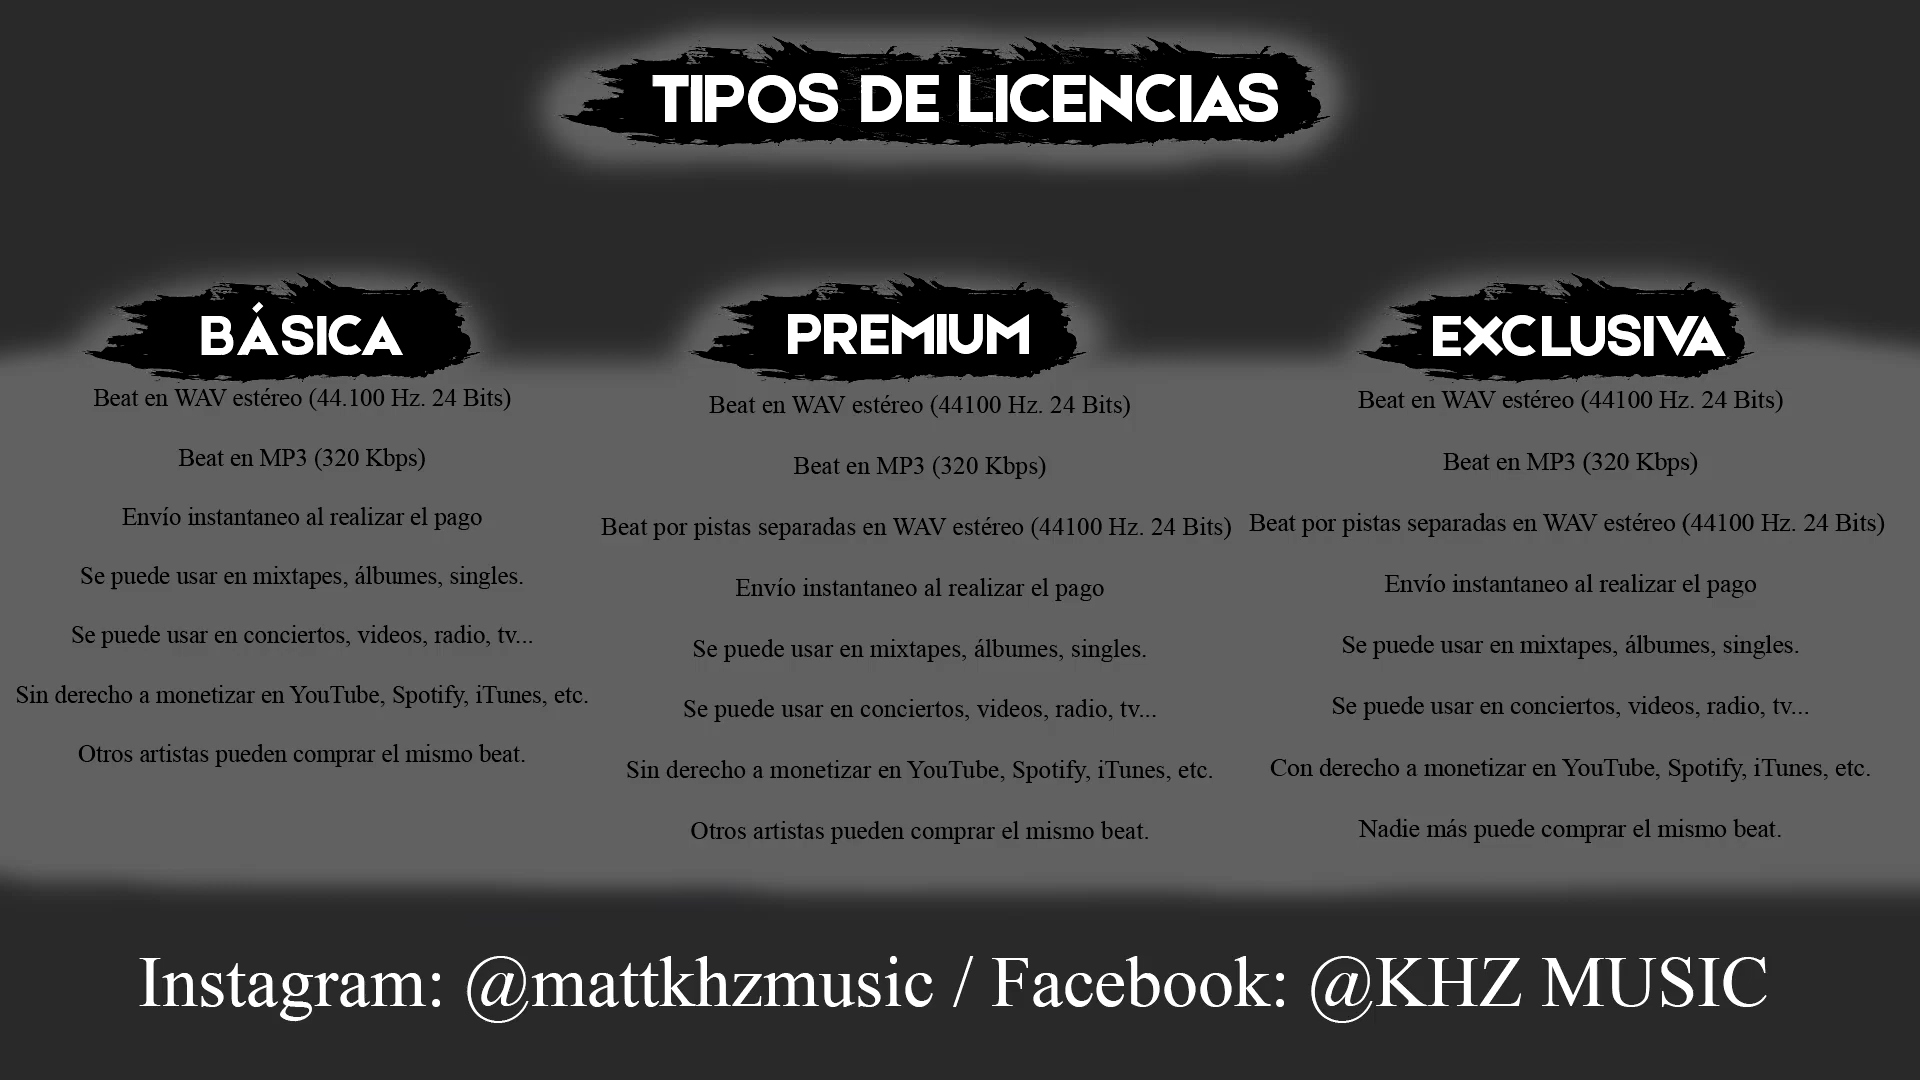 TIPOS DE LICENCIAS
BÁSICA
Beat en WAV estéreo (44.100 Hz. 24 Bits)
Beat en MP3 (320 Kbps)
Envío instantaneo al realizar el pago
Se puede usar en mixtapes, álbumes, singles.
Se puede usar en conciertos, videos, radio, tv...
Sin derecho a monetizar en YouTube, Spotify, iTunes, etc.
Otros artistas pueden comprar el mismo beat.
PREMIUM
Beat en WAV estéreo (44100 Hz. 24 Bits)
Beat en MP3 (320 Kbps)
Beat por pistas separadas en WAV estéreo (44100 Hz. 24 Bits)
Envío instantaneo al realizar el pago
Se puede usar en mixtapes, álbumes, singles.
Se puede usar en conciertos, videos, radio, tv...
Sin derecho a monetizar en YouTube, Spotify, iTunes, etc.
Otros artistas pueden comprar el mismo beat.
EXCLUSIVA
Beat en WAV estéreo (44100 Hz. 24 Bits)
Beat en MP3 (320 Kbps)
Beat por pistas separadas en WAV estéreo (44100 Hz. 24 Bits)
Envío instantaneo al realizar el pago
Se puede usar en mixtapes, álbumes, singles.
Se puede usar en conciertos, videos, radio, tv...
Con derecho a monetizar en YouTube, Spotify, iTunes, etc.
Nadie más puede comprar el mismo beat.
Instagram: @mattkhzmusic / Facebook: @KHZ MUSIC